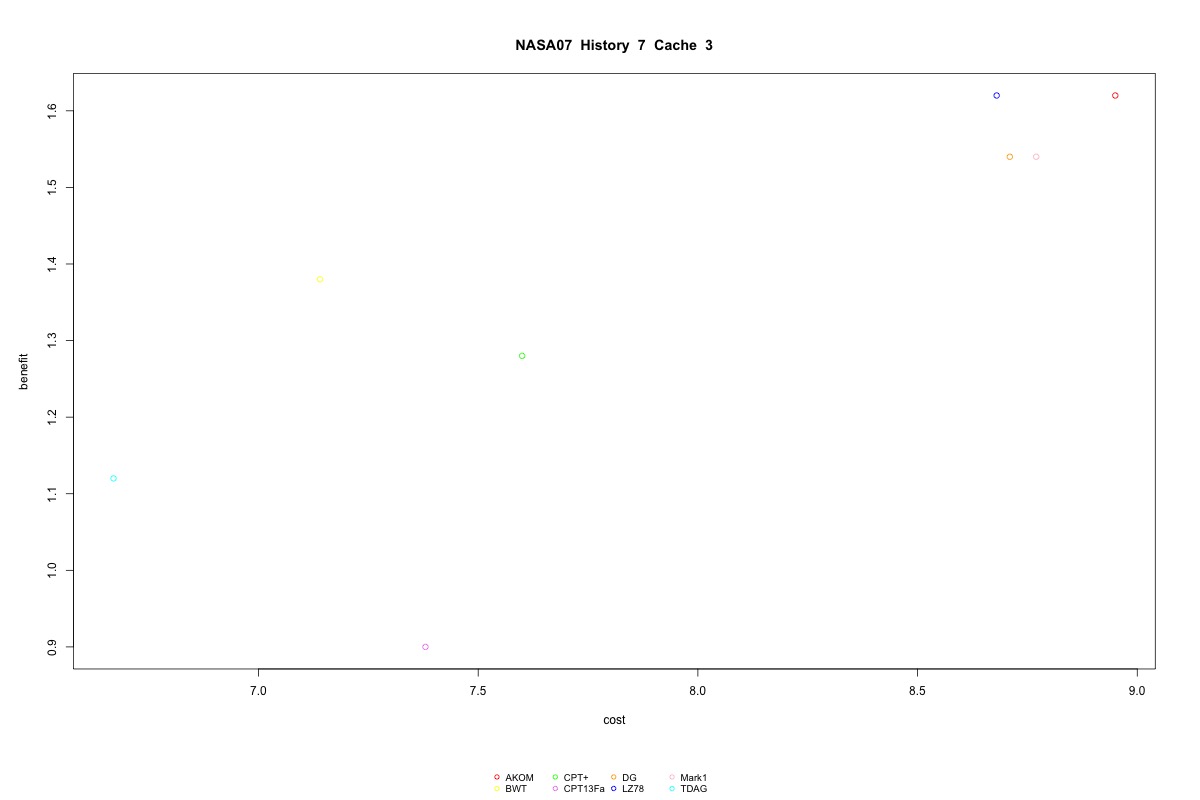 NASA07 History 7 Cache 3
benefit
1.6
1.5
1.4
1.3
1.2
1.1
1.0
0.9
7.0 7.5 8.0 8.5 9.0
cost
AKOM CPT+ DG Mark1
BWT CPT13Fa LZ78 TDAG